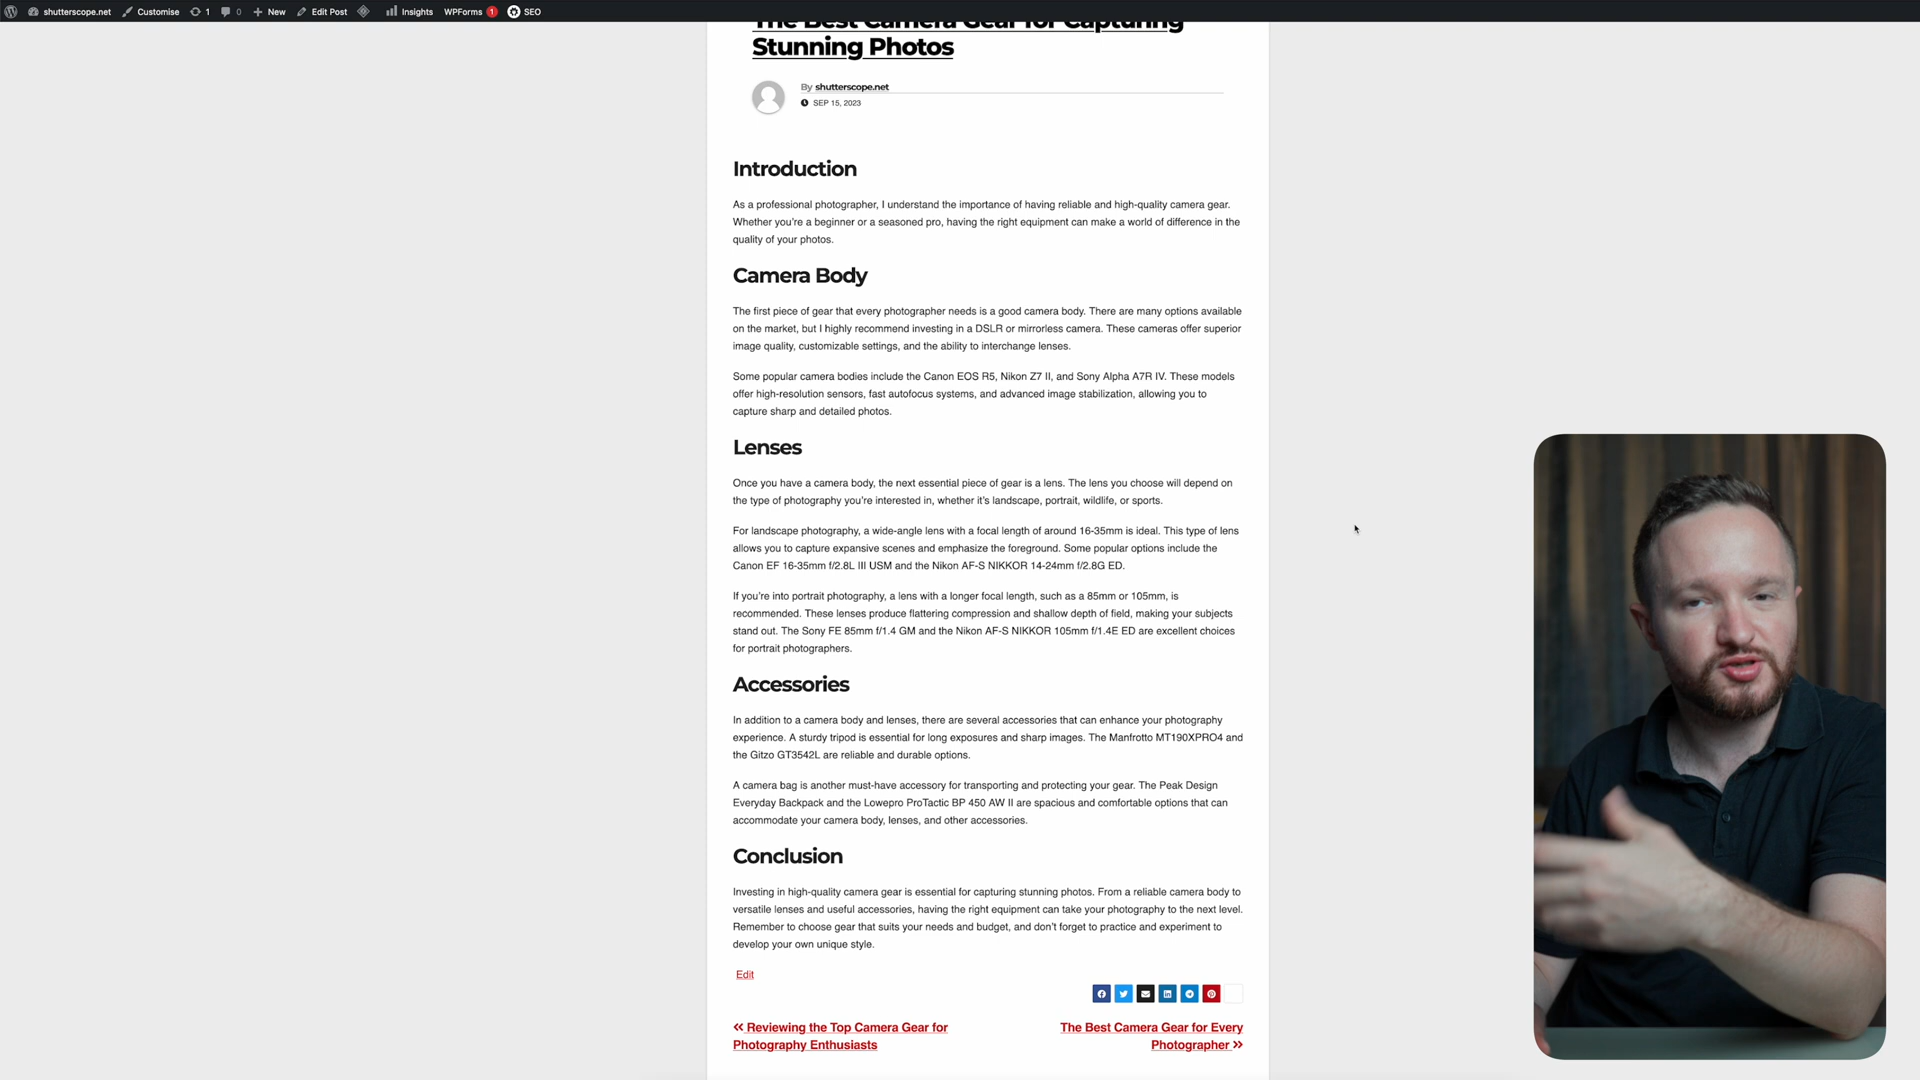 shutterscope.net Customise 1 0 New Edit Post Insights WPForms 1 SEO
The Best Camera Gear for Capturing
Stunning Photos
By shutterscope.net
SEP 15, 2023
Introduction
As a professional photographer, I understand the importance of having reliable and high-quality camera gear.
Whether you're a beginner or a seasoned pro, having the right equipment can make a world of difference in the
quality of your photos.
Camera Body
The first piece of gear that every photographer needs is a good camera body. There are many options available
on the market, but I highly recommend investing in a DSLR or mirrorless camera. These cameras offer superior
image quality, customizable settings, and the ability to interchange lenses.
Some popular camera bodies include the Canon EOS R5, Nikon Z7 II, and Sony Alpha A7R IV. These models
offer high-resolution sensors, fast autofocus systems, and advanced image stabilization, allowing you to
capture sharp and detailed photos.
Lenses
Once you have a camera body, the next essential piece of gear is a lens. The lens you choose will depend on
the type of photography you're interested in, whether it's landscape, portrait, wildlife, or sports.
For landscape photography, a wide-angle lens with a focal length of around 16-35mm is ideal. This type of lens
allows you to capture expansive scenes and emphasize the foreground. Some popular options include the
Canon EF 16-35mm f/2.8L III USM and the Nikon AF-S NIKKOR 14-24mm f/2.8G ED.
If you're into portrait photography, a lens with a longer focal length, such as a 85mm or 105mm, is
recommended. These lenses produce flattering compression and shallow depth of field, making your subjects
stand out. The Sony FE 85mm f/1.4 GM and the Nikon AF-S NIKKOR 105mm f/1.4E ED are excellent choices
for portrait photographers.
Accessories
In addition to a camera body and lenses, there are several accessories that can enhance your photography
experience. A sturdy tripod is essential for long exposures and sharp images. The Manfrotto MT190XPRO4 and
the Gitzo GT3542L are reliable and durable options.
A camera bag is another must-have accessory for transporting and protecting your gear. The Peak Design
Everyday Backpack and the Lowepro ProTactic BP 450 AW II are spacious and comfortable options that can
accommodate your camera body, lenses, and other accessories.
Conclusion
Investing in high-quality camera gear is essential for capturing stunning photos. From a reliable camera body to
versatile lenses and useful accessories, having the right equipment can take your photography to the next level.
Remember to choose gear that suits your needs and budget, and don't forget to practice and experiment to
develop your own unique style.
Edit
« Reviewing the Top Camera Gear for
Photography Enthusiasts
The Best Camera Gear for Every
Photographer »